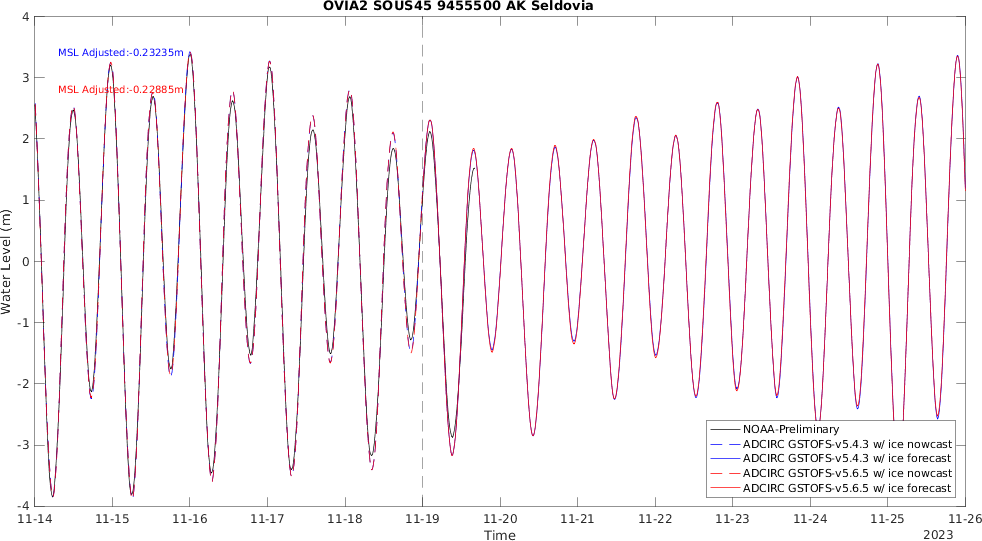 OVIA2 SOUS45 9455500 AK Seldovia
MSL Adjusted:-0.23235m
MSL Adjusted:-0.22885m
Water Level (m)
4
3
2
1
0
-1
-2
-3
-4
NOAA-Preliminary
ADCIRC GSTOFS-v5.4.3 w/ ice nowcast
ADCIRC GSTOFS-v5.4.3 w/ ice forecast
ADCIRC GSTOFS-v5.6.5 w/ ice nowcast
ADCIRC GSTOFS-v5.6.5 w/ ice forecast
11-14 11-15 11-16 11-17 11-18 11-19 11-20 11-21 11-22 11-23 11-24 11-25 11-26
Time
2023